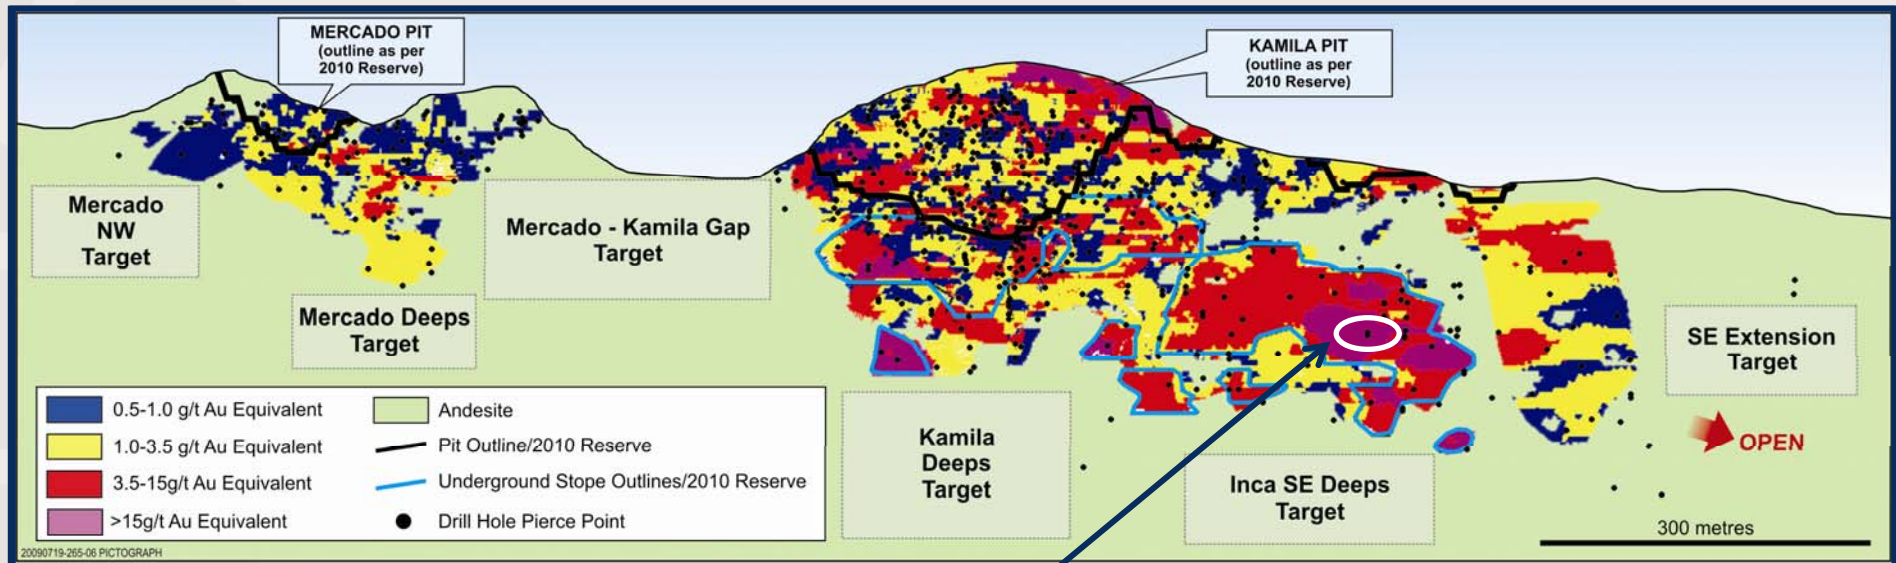 MERCADO PIT
(outline as per
2010 Reserve)
KAMILA PIT
(outline as per
2010 Reserve)
Mercado
NW
Target
Mercado - Kamila Gap
Target
Mercado Deeps
Target
SE Extension
Target
Kamila
Deeps
Target
Inca SE Deeps
Target
OPEN
300 metres
0.5-1.0 g/t Au Equivalent
1.0-3.5 g/t Au Equivalent
3.5-15g/t Au Equivalent
>15g/t Au Equivalent
Andesite
Pit Outline/2010 Reserve
Underground Stope Outlines/2010 Reserve
Drill Hole Pierce Point
20090719-265-06 PICTOGRAPH